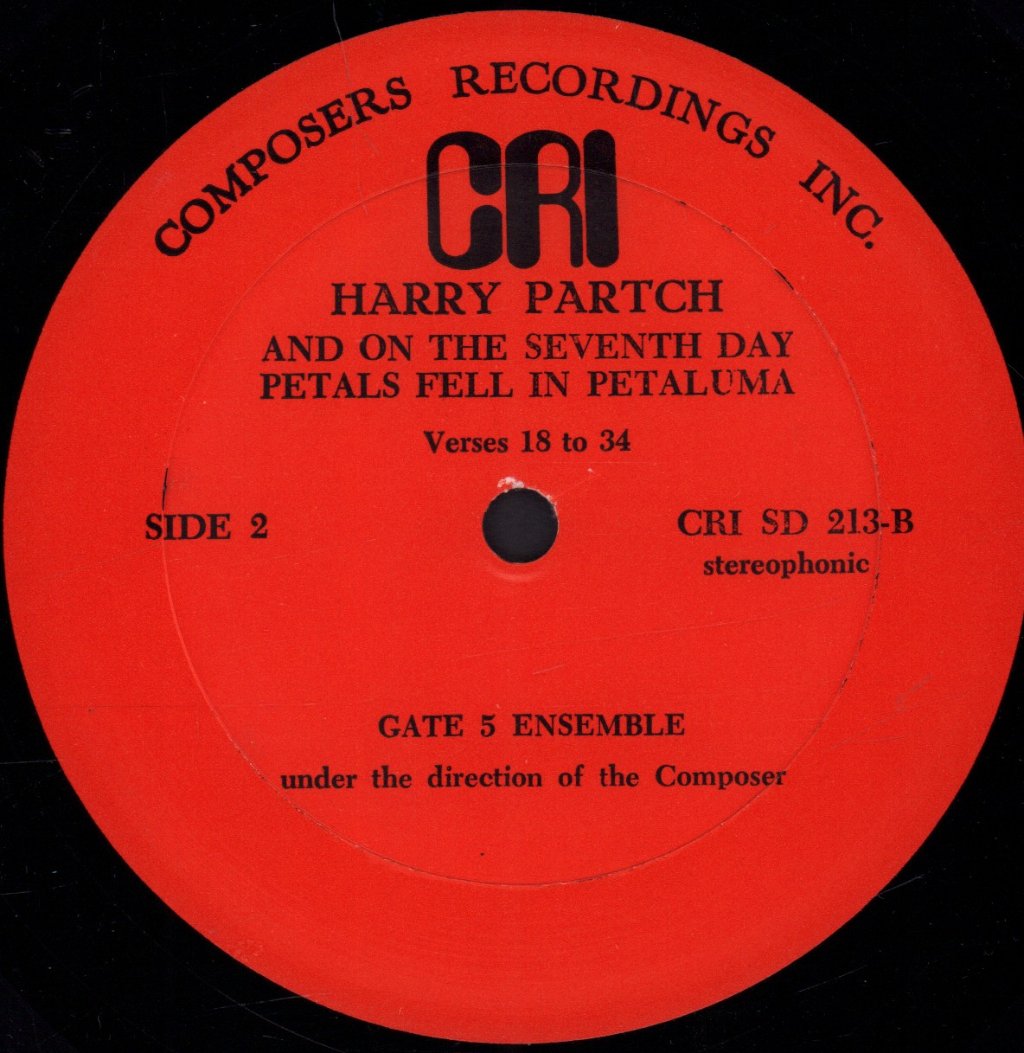 COMPOSERS RECORDINGS INC.
CRI
HARRY PARTCH
AND ON THE SEVENTH DAY
PETALS FELL IN PETALUMA
Verses 18 to 34
SIDE 2
CRI SD 213-B
stereophonic
GATE 5 ENSEMBLE
under the direction of the Composer